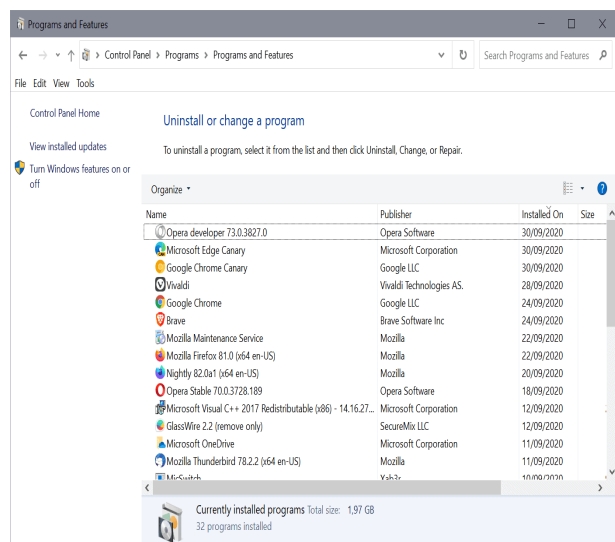 Programs and Features
Control Panel > Programs > Programs and Features
Search Programs and Features
File Edit View Tools
Control Panel Home
Uninstall or change a program
View installed updates
To uninstall a program, select it from the list and then click Uninstall, Change, or Repair.
Turn Windows features on or
off
Organize
Name Publisher Installed On Size
Opera developer 73.0.3827.0 Opera Software 30/09/2020
Microsoft Edge Canary Microsoft Corporation 30/09/2020
Google Chrome Canary Google LLC 30/09/2020
Vivaldi Vivaldi Technologies AS. 28/09/2020
Google Chrome Google LLC 24/09/2020
Brave Brave Software Inc 24/09/2020
Mozilla Maintenance Service Mozilla 22/09/2020
Mozilla Firefox 81.0 (x64 en-US) Mozilla 22/09/2020
Nightly 82.0a1 (x64 en-US) Mozilla 20/09/2020
Opera Stable 70.0.3728.189 Opera Software 18/09/2020
Microsoft Visual C++ 2017 Redistributable (x86) - 14.16.27... Microsoft Corporation 12/09/2020
GlassWire 2.2 (remove only) SecureMix LLC 12/09/2020
Microsoft OneDrive Microsoft Corporation 11/09/2020
Mozilla Thunderbird 78.2.2 (x64 en-US) Mozilla 11/09/2020
10/09/2020
Currently installed programs Total size: 1,97 GB
32 programs installed